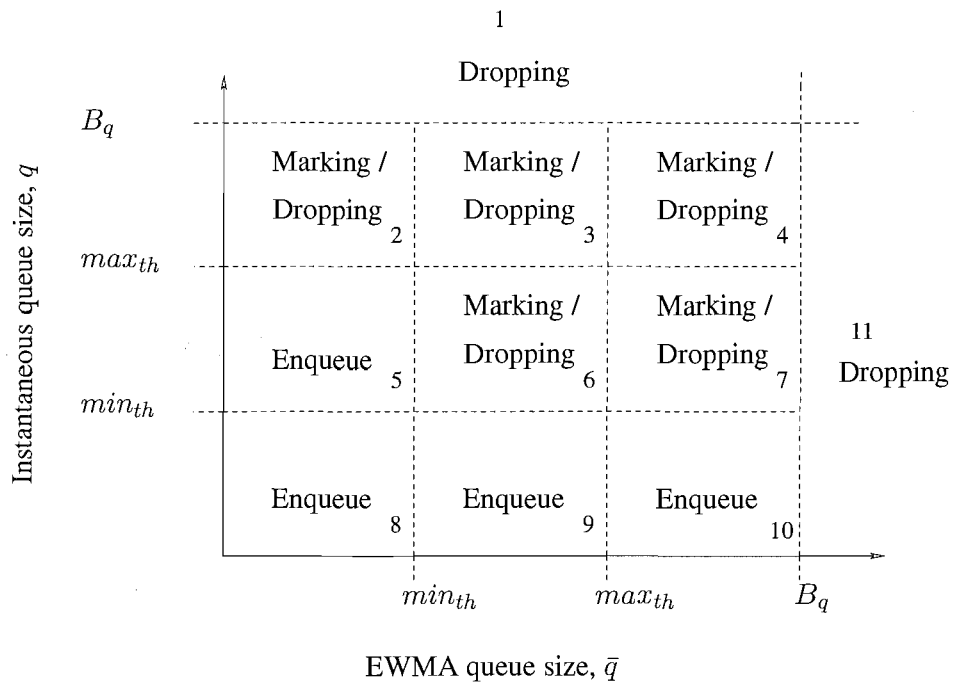 1
Dropping
B_q
Marking / Marking / Marking /
Dropping 2 Dropping 3 Dropping 4
max_th
Marking / Marking /
Enqueue 5 Dropping 6 Dropping 7
11
Dropping
min_th
Enqueue 8 Enqueue 9 Enqueue 10
min_th max_th B_q
Instantaneous queue size, q
EWMA queue size, q̄